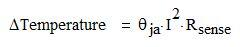 ΔTemperature = θja·I²·Rsense